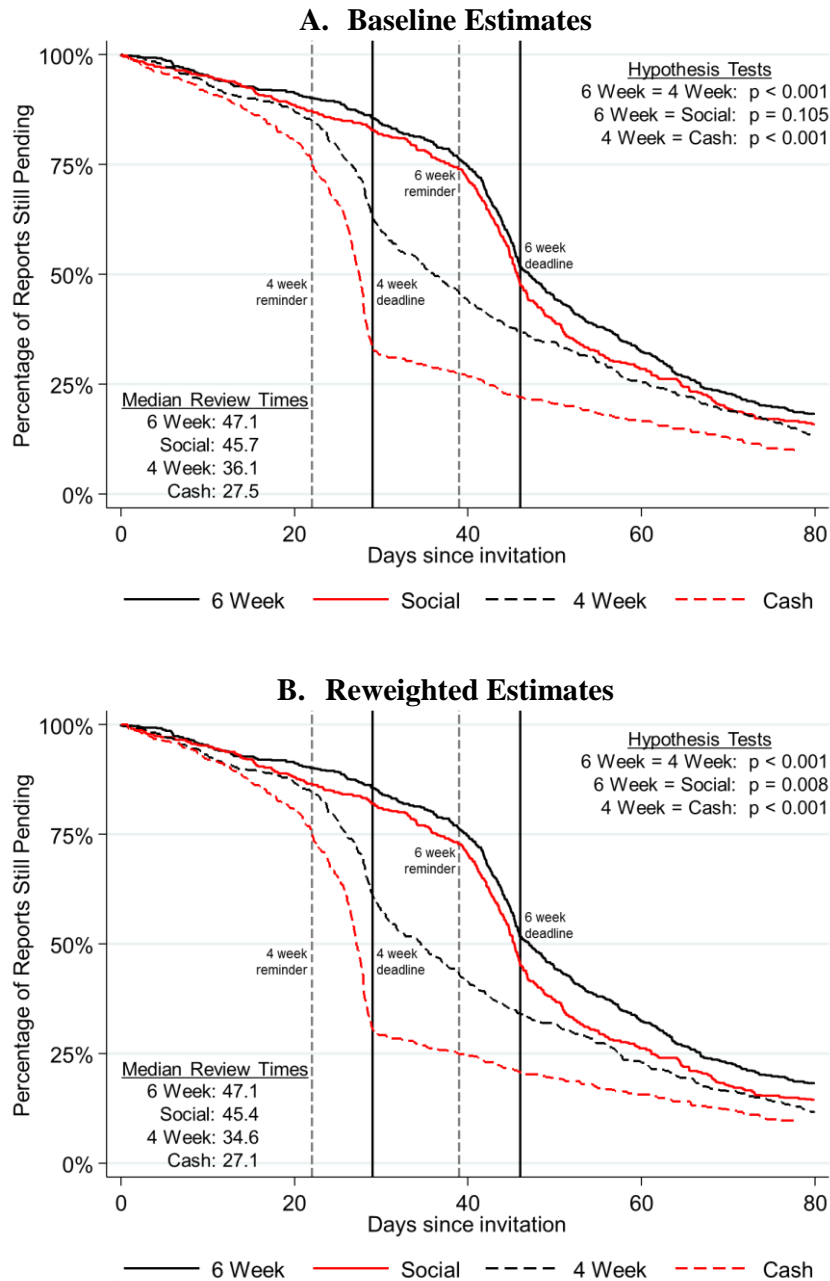 A. Baseline Estimates
Percentage of Reports Still Pending
100%
75%
50%
25%
0%
Hypothesis Tests
6 Week = 4 Week: p < 0.001
6 Week = Social: p = 0.105
4 Week = Cash: p < 0.001
6 week
reminder
6 week
deadline
4 week
reminder
4 week
deadline
Median Review Times
6 Week: 47.1
Social: 45.7
4 Week: 36.1
Cash: 27.5
0 20 40 60 80
Days since invitation
6 Week Social 4 Week Cash
B. Reweighted Estimates
Percentage of Reports Still Pending
100%
75%
50%
25%
0%
Hypothesis Tests
6 Week = 4 Week: p < 0.001
6 Week = Social: p = 0.008
4 Week = Cash: p < 0.001
6 week
reminder
6 week
deadline
4 week
reminder
4 week
deadline
Median Review Times
6 Week: 47.1
Social: 45.4
4 Week: 34.6
Cash: 27.1
0 20 40 60 80
Days since invitation
6 Week Social 4 Week Cash